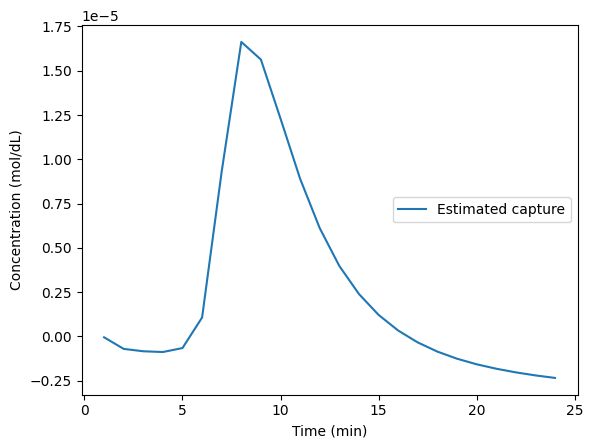 1e−5
1.75
1.50
1.25
1.00
0.75
0.50
0.25
0.00
−0.25
Concentration (mol/dL)
Estimated capture
0 5 10 15 20 25
Time (min)